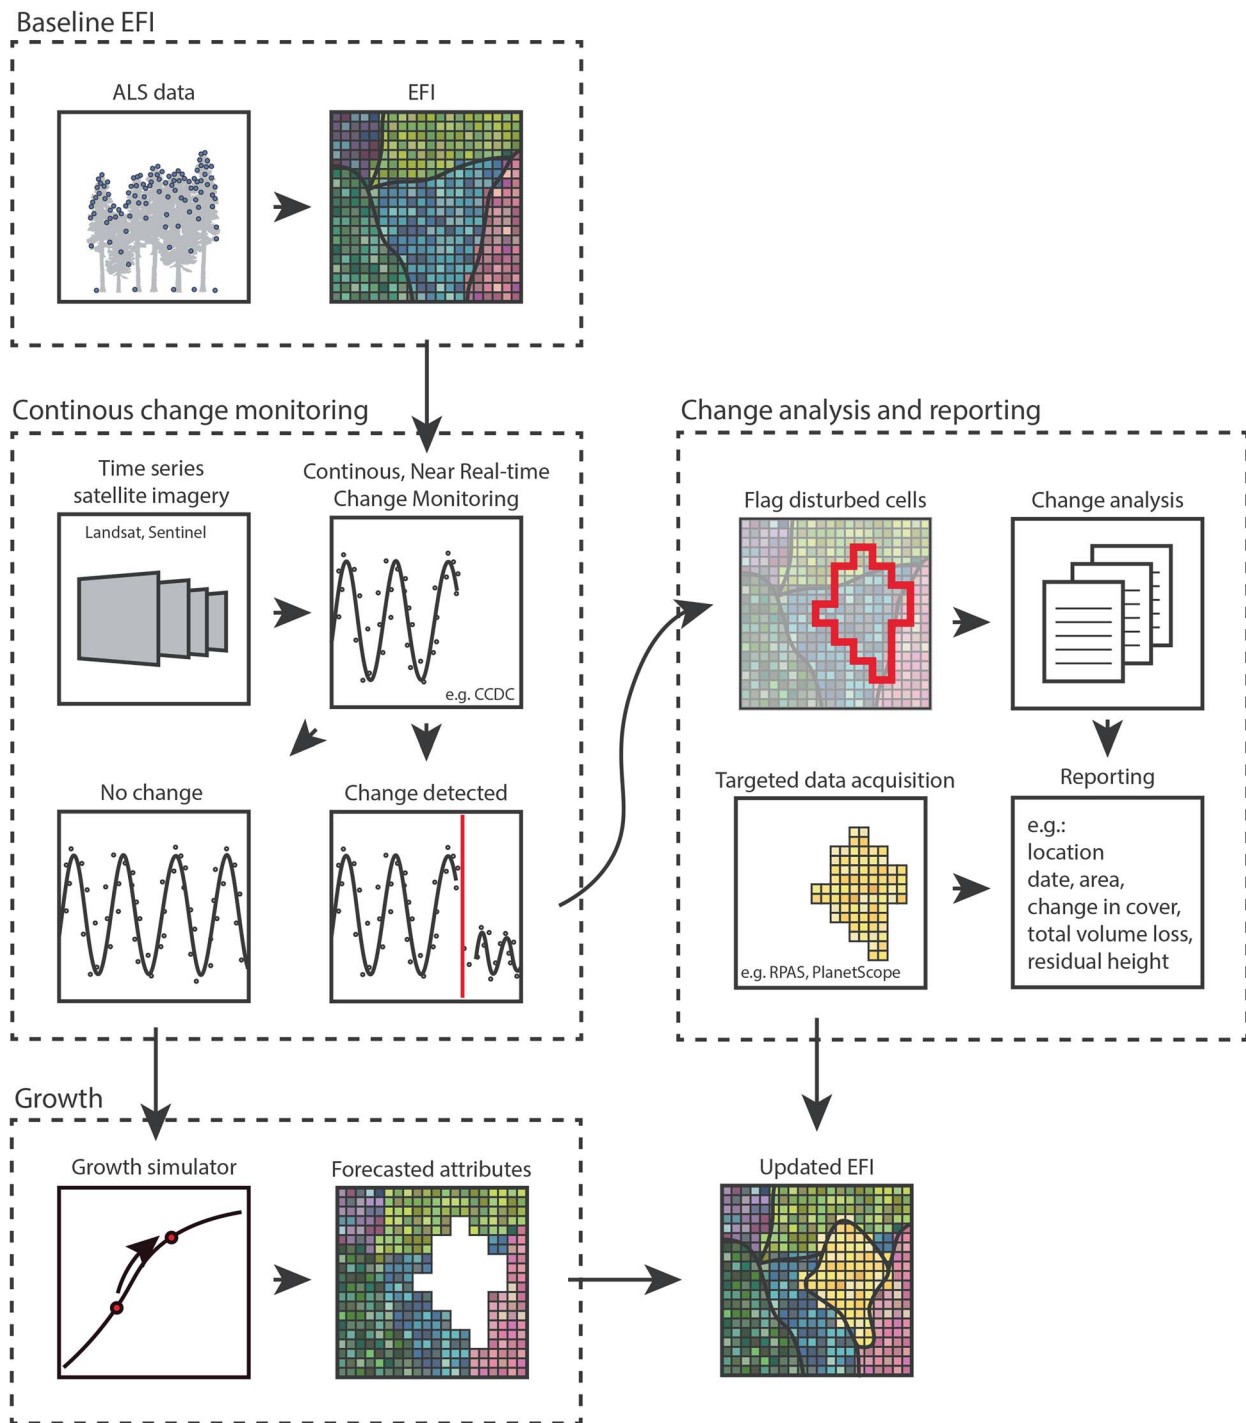 Baseline EFI
ALS data
EFI
Continous change monitoring
Time series
satellite imagery
Landsat, Sentinel
Continous, Near Real-time
Change Monitoring
e.g. CCDC
No change
Change detected
Change analysis and reporting
Flag disturbed cells
Change analysis
Targeted data acquisition
e.g. RPAS, PlanetScope
Reporting
e.g.:
location
date, area,
change in cover,
total volume loss,
residual height
Growth
Growth simulator
Forecasted attributes
Updated EFI